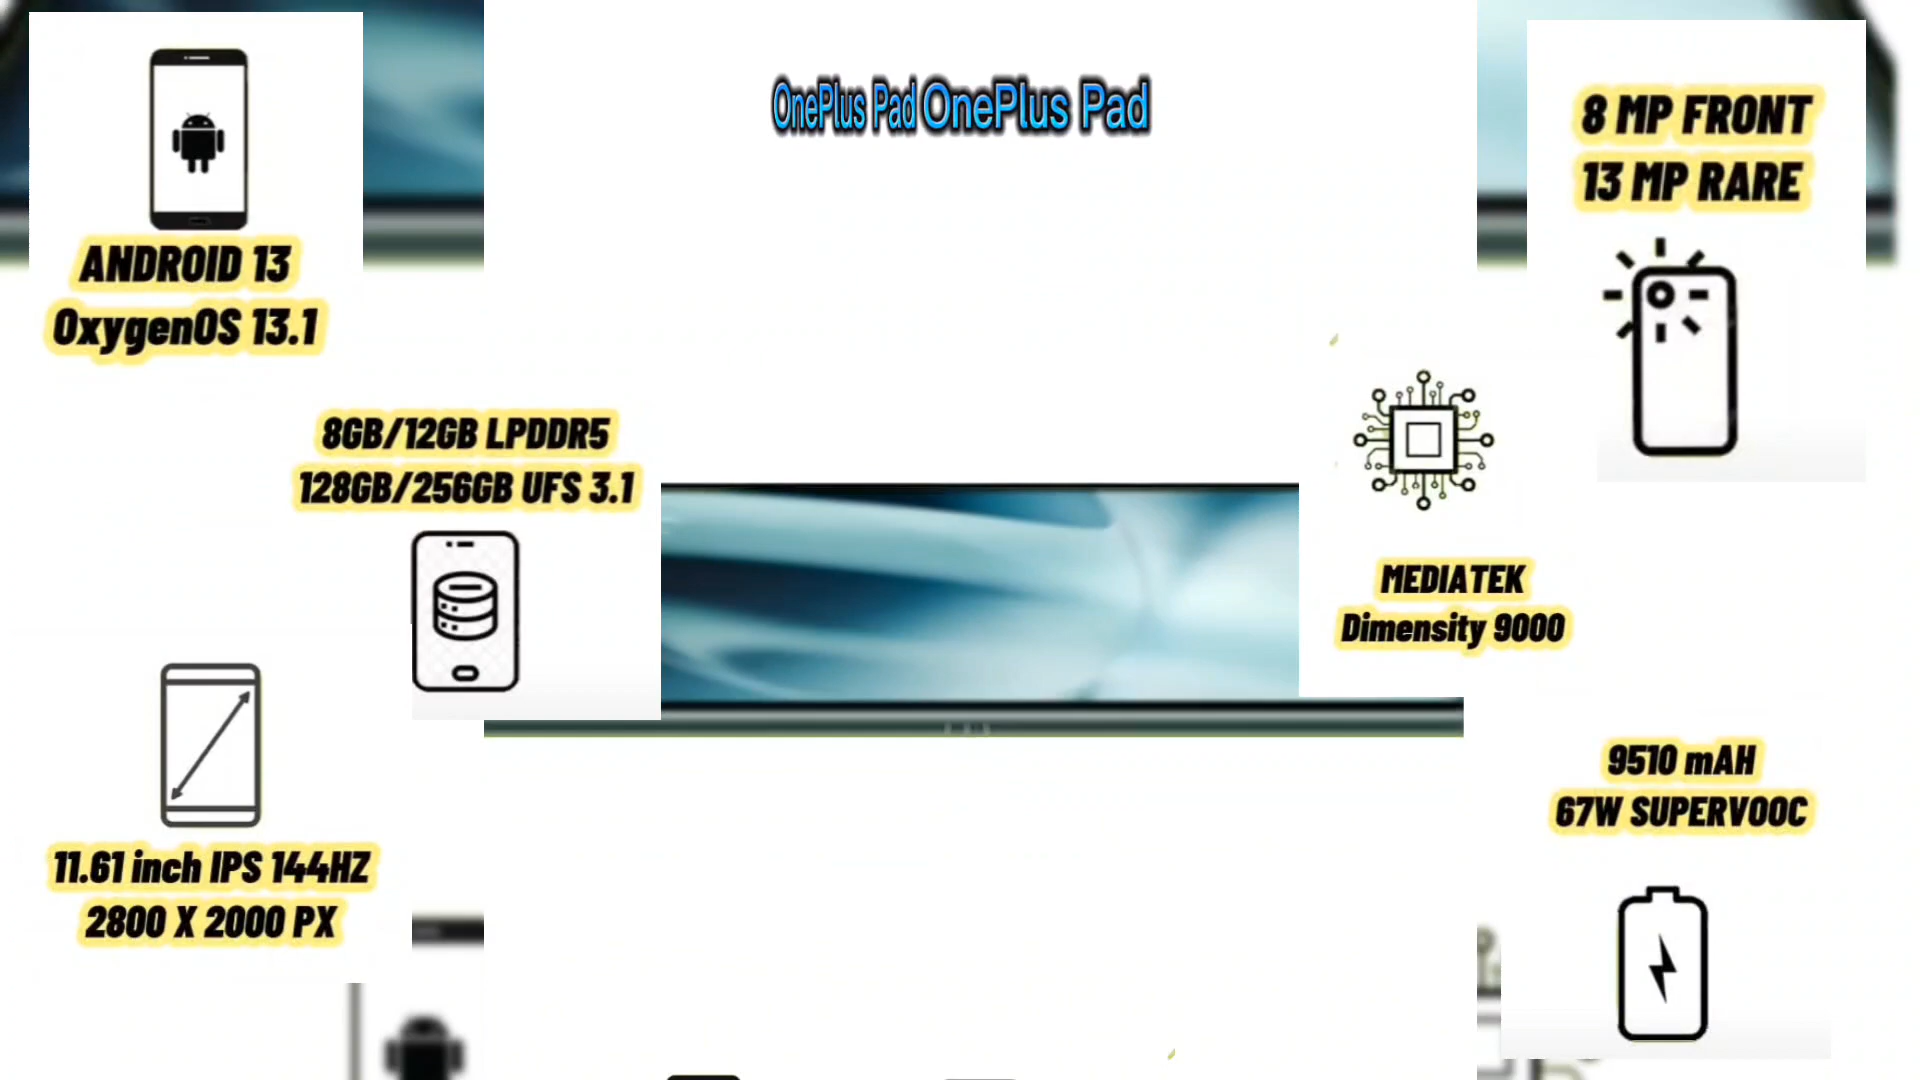 OnePlus Pad OnePlus Pad
ANDROID 13
OxygenOS 13.1
8 MP FRONT
13 MP RARE
8GB/12GB LPDDR5
128GB/256GB UFS 3.1
MEDIATEK
Dimensity 9000
11.61 inch IPS 144HZ
2800 X 2000 PX
9510 mAH
67W SUPERVOOC